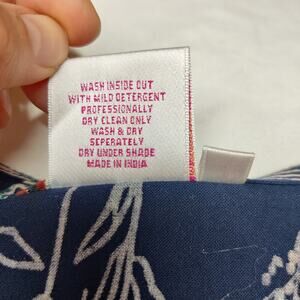 WASH INSIDE OUT
WITH MILD DETERGENT
PROFESSIONALLY
DRY CLEAN ONLY
WASH & DRY
SEPERATELY
DRY UNDER SHADE
MADE IN INDIA